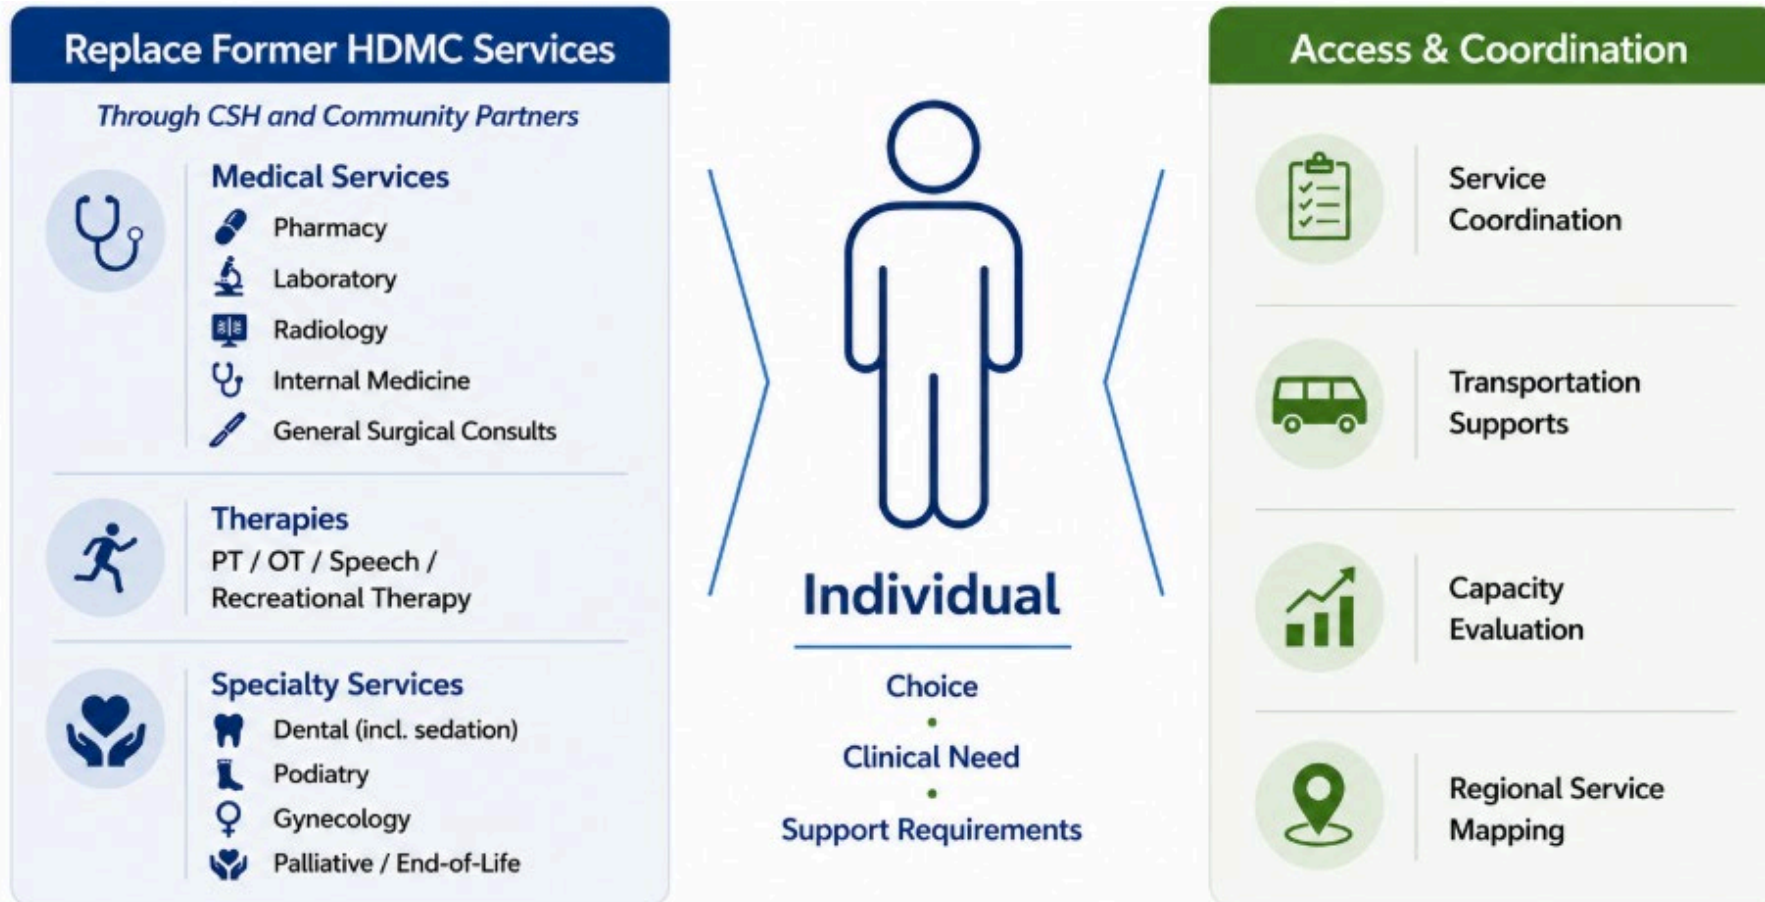 Replace Former HDMC Services
Through CSH and Community Partners
Medical Services
Pharmacy
Laboratory
Radiology
Internal Medicine
General Surgical Consults
Therapies
PT / OT / Speech /
Recreational Therapy
Specialty Services
Dental (incl. sedation)
Podiatry
Gynecology
Palliative / End-of-Life
Individual
Choice
•
Clinical Need
•
Support Requirements
Access & Coordination
Service
Coordination
Transportation
Supports
Capacity
Evaluation
Regional Service
Mapping